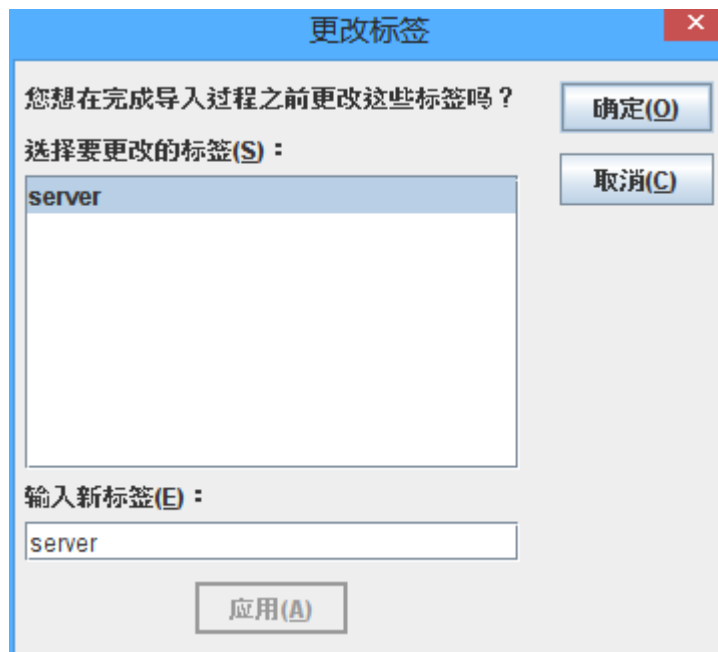 更改标签
您想在完成导入过程之前更改这些标签吗？
确定(O)
选择要更改的标签(S)：
取消(C)
server
输入新标签(E)：
server
应用(A)